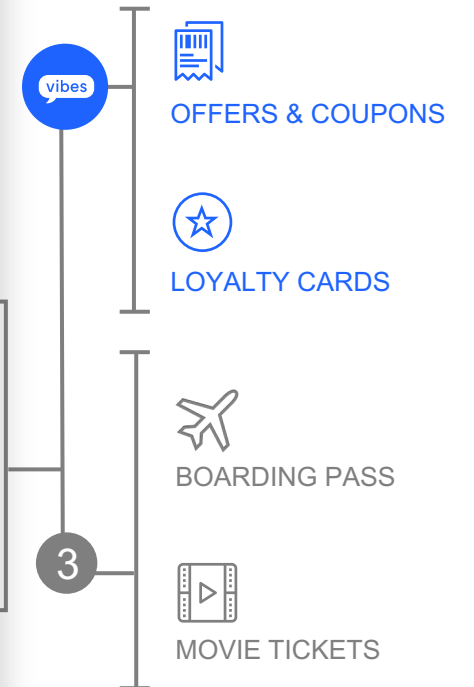 vibes
OFFERS & COUPONS
LOYALTY CARDS
BOARDING PASS
3
MOVIE TICKETS